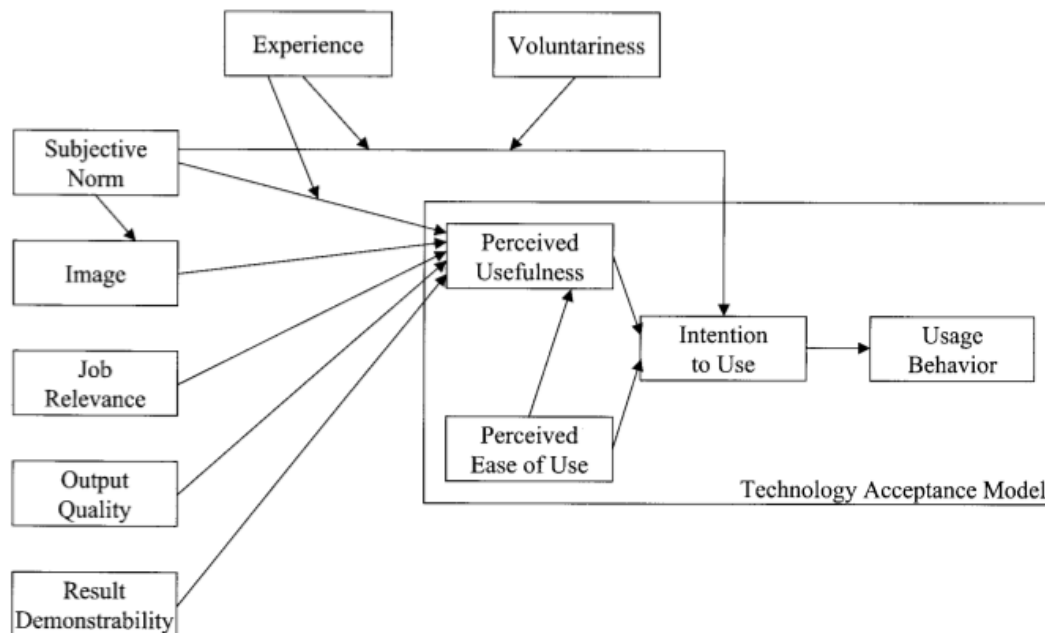 Experience
Voluntariness
Subjective
Norm
Image
Job
Relevance
Output
Quality
Result
Demonstrability
Perceived
Usefulness
Perceived
Ease of Use
Intention
to Use
Usage
Behavior
Technology Acceptance Model